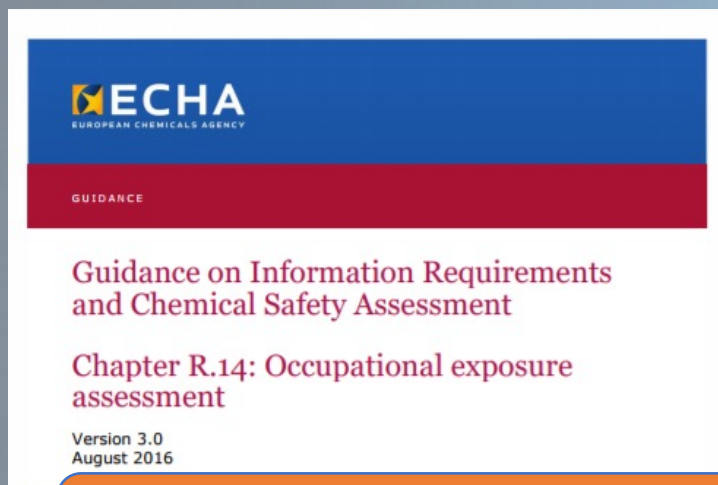 ECHA
EUROPEAN CHEMICALS AGENCY
GUIDANCE
Guidance on Information Requirements
and Chemical Safety Assessment
Chapter R.14: Occupational exposure
assessment
Version 3.0
August 2016